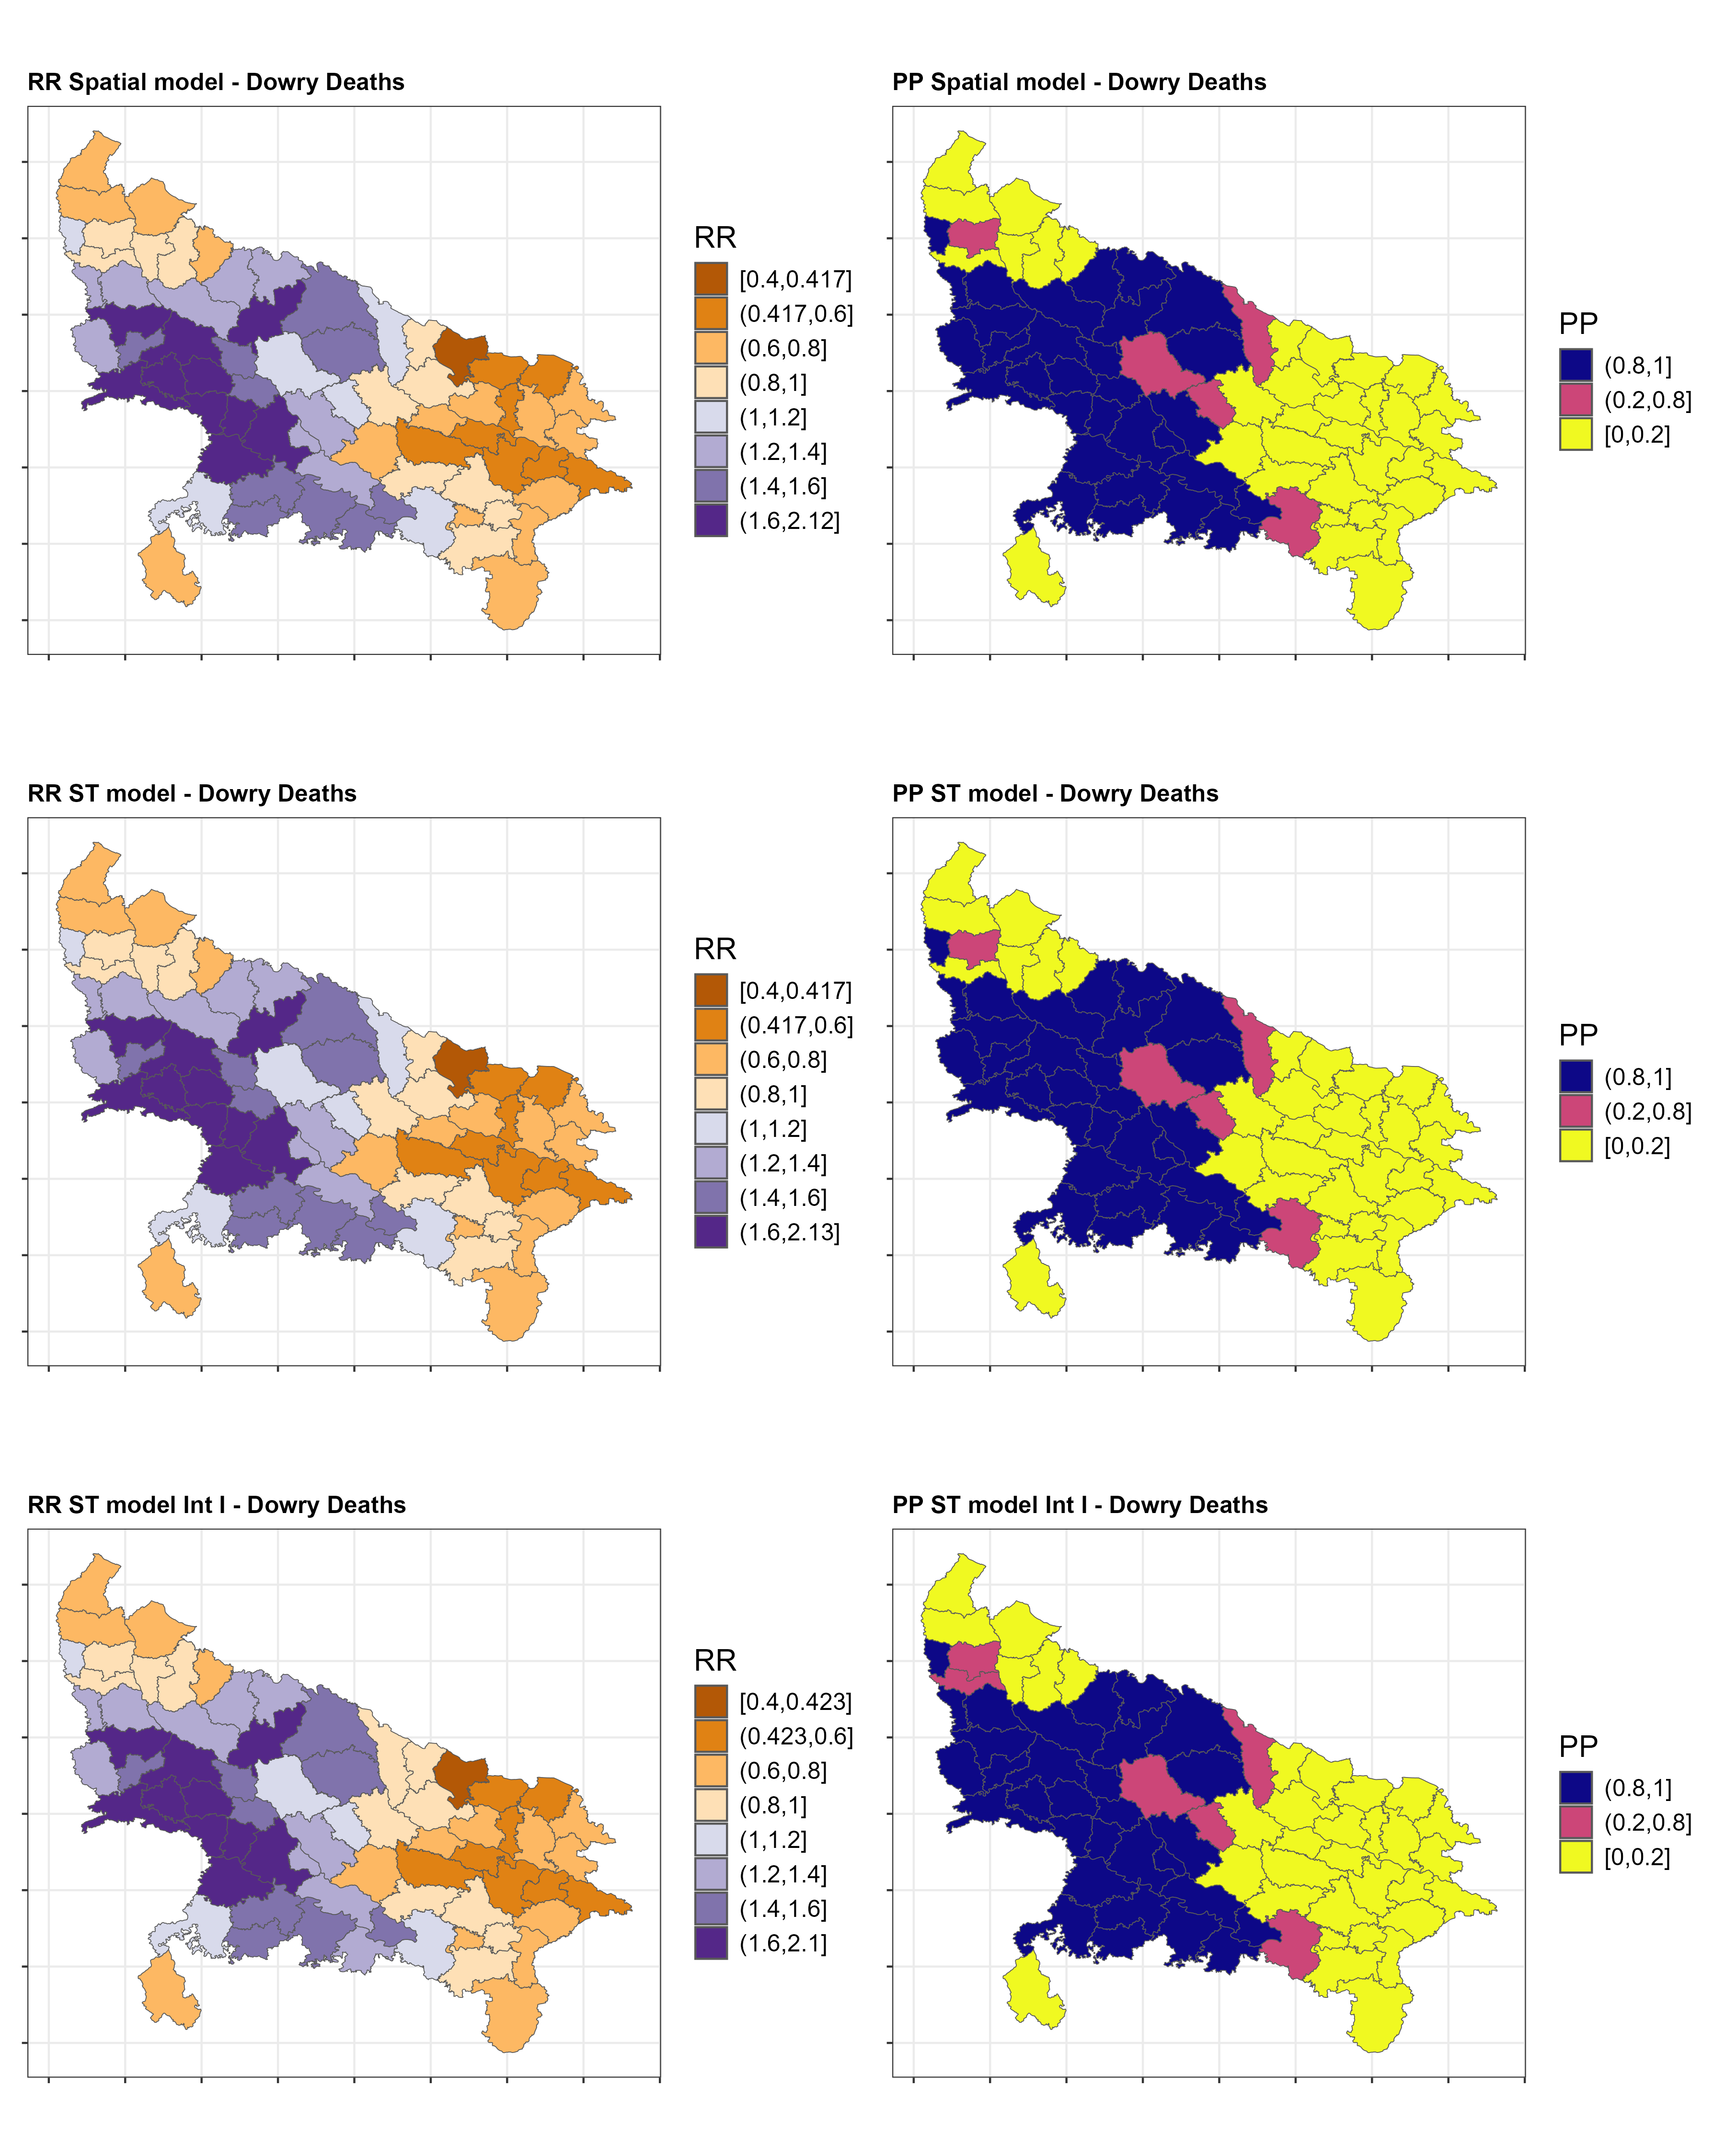 RR Spatial model - Dowry Deaths
RR
[0.4,0.417]
(0.417,0.6]
(0.6,0.8]
(0.8,1]
(1,1.2]
(1.2,1.4]
(1.4,1.6]
(1.6,2.12]
PP Spatial model - Dowry Deaths
PP
(0.8,1]
(0.2,0.8]
[0,0.2]
RR ST model - Dowry Deaths
RR
[0.4,0.417]
(0.417,0.6]
(0.6,0.8]
(0.8,1]
(1,1.2]
(1.2,1.4]
(1.4,1.6]
(1.6,2.13]
PP ST model - Dowry Deaths
PP
(0.8,1]
(0.2,0.8]
[0,0.2]
RR ST model Int I - Dowry Deaths
RR
[0.4,0.423]
(0.423,0.6]
(0.6,0.8]
(0.8,1]
(1,1.2]
(1.2,1.4]
(1.4,1.6]
(1.6,2.1]
PP ST model Int I - Dowry Deaths
PP
(0.8,1]
(0.2,0.8]
[0,0.2]